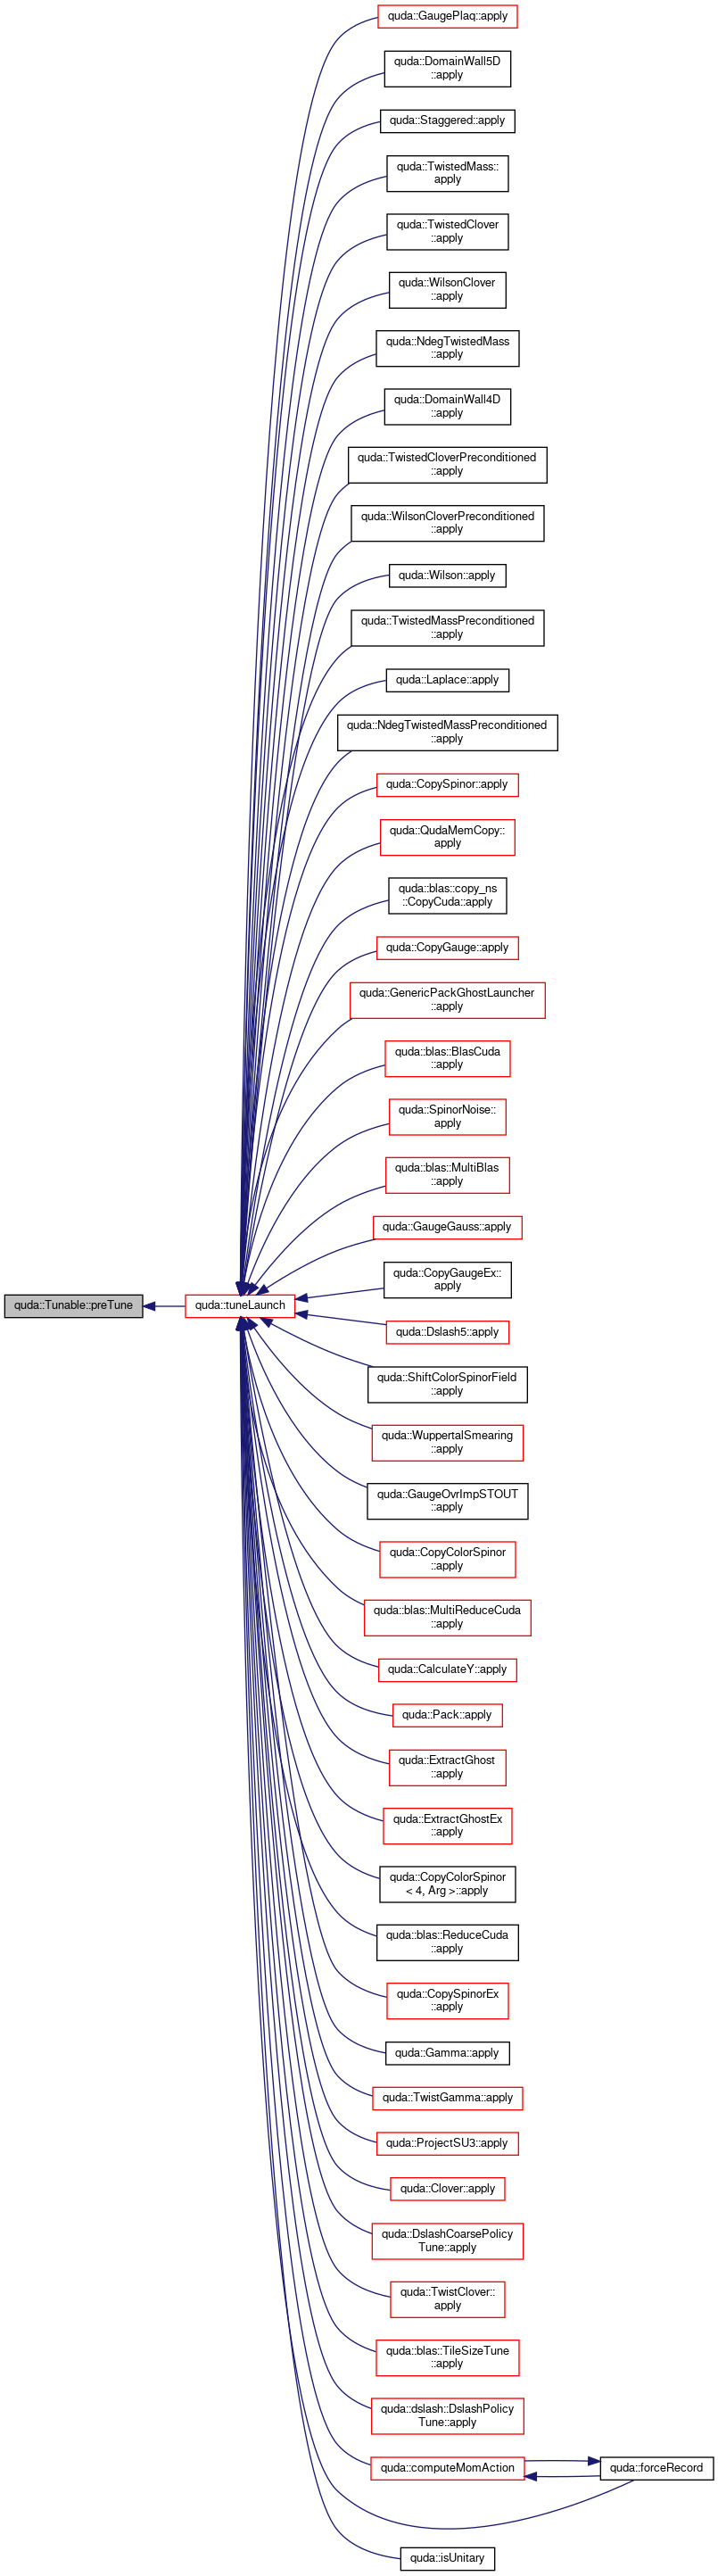 quda::GaugePlaq::apply
quda::DomainWall5D
::apply
quda::Staggered::apply
quda::TwistedMass::
apply
quda::TwistedClover
::apply
quda::WilsonClover
::apply
quda::NdegTwistedMass
::apply
quda::DomainWall4D
::apply
quda::TwistedCloverPreconditioned
::apply
quda::WilsonCloverPreconditioned
::apply
quda::Wilson::apply
quda::TwistedMassPreconditioned
::apply
quda::Laplace::apply
quda::NdegTwistedMassPreconditioned
::apply
quda::CopySpinor::apply
quda::QudaMemCopy::
apply
quda::blas::copy_ns
::CopyCuda::apply
quda::CopyGauge::apply
quda::GenericPackGhostLauncher
::apply
quda::blas::BlasCuda
::apply
quda::SpinorNoise::
apply
quda::blas::MultiBlas
::apply
quda::GaugeGauss::apply
quda::CopyGaugeEx::
apply
quda::Tunable::preTune
quda::tuneLaunch
quda::Dslash5::apply
quda::ShiftColorSpinorField
::apply
quda::WuppertalSmearing
::apply
quda::GaugeOvrImpSTOUT
::apply
quda::CopyColorSpinor
::apply
quda::blas::MultiReduceCuda
::apply
quda::CalculateY::apply
quda::Pack::apply
quda::ExtractGhost
::apply
quda::ExtractGhostEx
::apply
quda::CopyColorSpinor
< 4, Arg >::apply
quda::blas::ReduceCuda
::apply
quda::CopySpinorEx
::apply
quda::Gamma::apply
quda::TwistGamma::apply
quda::ProjectSU3::apply
quda::Clover::apply
quda::DslashCoarsePolicy
Tune::apply
quda::TwistClover::
apply
quda::blas::TileSizeTune
::apply
quda::dslash::DslashPolicy
Tune::apply
quda::computeMomAction
quda::forceRecord
quda::isUnitary